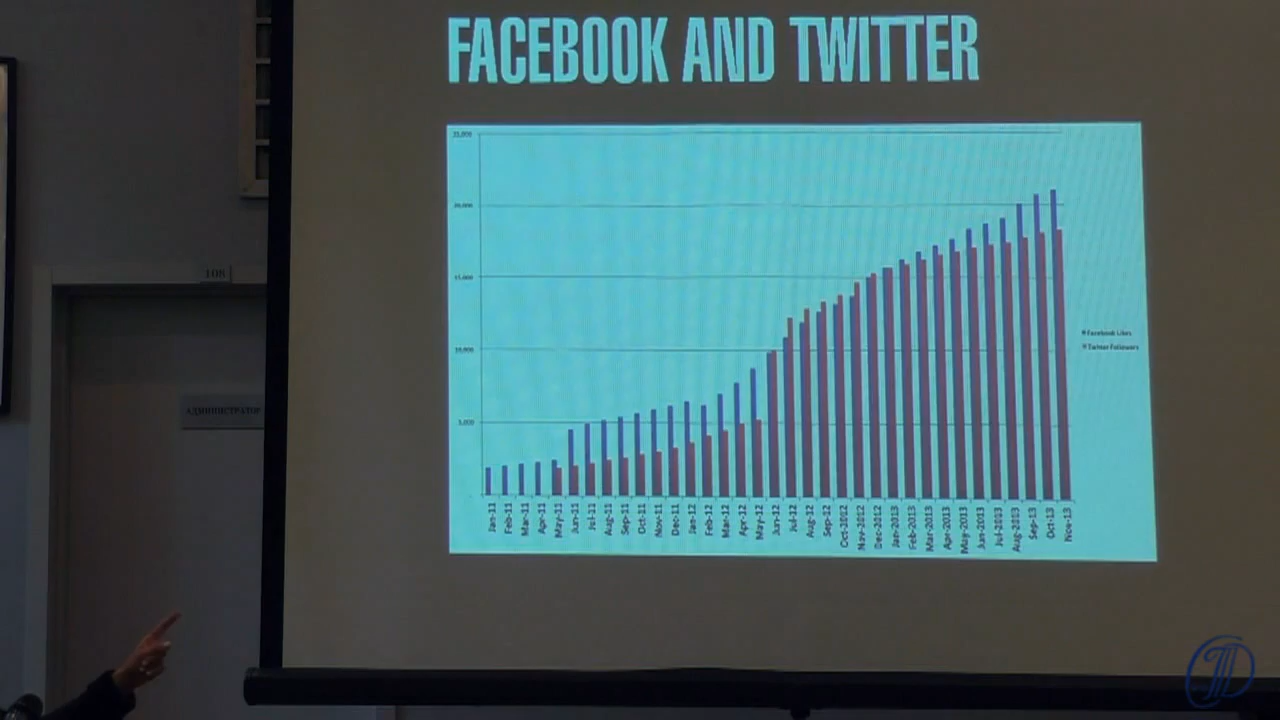 FACEBOOK AND TWITTER
25,000
20,000
15,000
10,000
5,000
Facebook Likes
Twitter Followers
Jan-11
Feb-11
Mar-11
Apr-11
May-11
Jun-11
Jul-11
Aug-11
Sep-11
Oct-11
Nov-11
Dec-11
Jan-12
Feb-12
Mar-12
Apr-12
May-12
Jun-12
Jul-12
Aug-12
Sep-12
Oct-2012
Nov-2012
Dec-2012
Jan-2013
Feb-2013
Mar-2013
Apr-2013
May-2013
Jun-2013
Jul-2013
Aug-2013
Sep-13
Oct-13
Nov-13
АДМИНИСТРАТОР